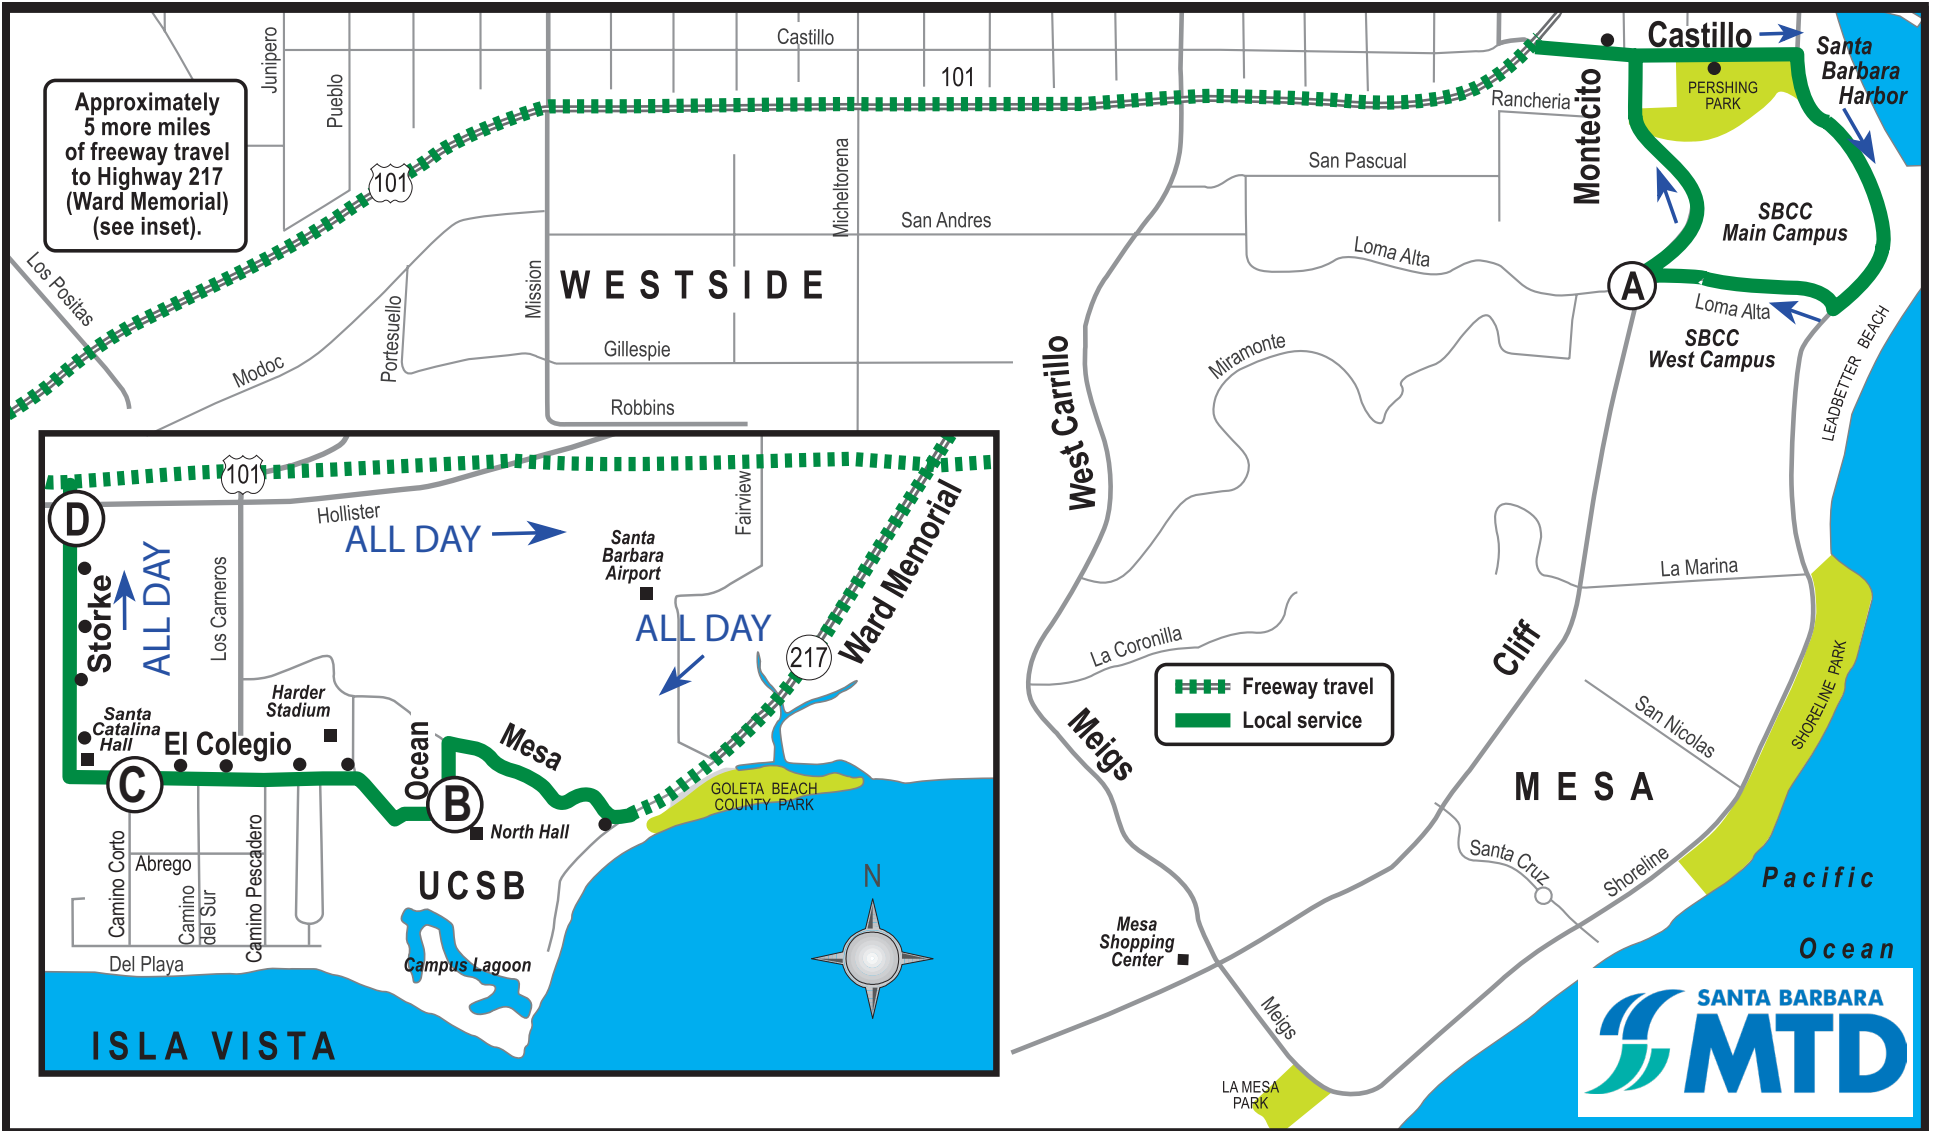 Approximately
5 more miles
of freeway travel
to Highway 217
(Ward Memorial)
(see inset).
Junipero
Pueblo
Castillo
101
101
Los Positas
Modoc
Portesuello
Mission
Micheltorena
San Andres
WESTSIDE
Gillespie
Robbins
Rancheria
San Pascual
Loma Alta
Miramonte
West Carrillo
Castillo
Montecito
PERSHING
PARK
Santa
Barbara
Harbor
SBCC
Main Campus
A
Loma Alta
SBCC
West Campus
LEADBETTER BEACH
La Marina
Cliff
La Coronilla
Freeway travel
Local service
Meigs
San Nicolas
SHORELINE PARK
MESA
Santa Cruz
Shoreline
Pacific
Ocean
Mesa
Shopping
Center
Meigs
LA MESA
PARK
SANTA BARBARA
MTD
101
D
Hollister
ALL DAY
Fairview
Santa
Barbara
Airport
Ward Memorial
Storke
ALL DAY
Los Carneros
ALL DAY
217
Harder
Stadium
Santa
Catalina
Hall
El Colegio
Ocean
Mesa
C
B
North Hall
GOLETA BEACH
COUNTY PARK
Camino Corto
Abrego
Camino
del Sur
Camino Pescadero
UCSB
N
Del Playa
Campus Lagoon
ISLA VISTA